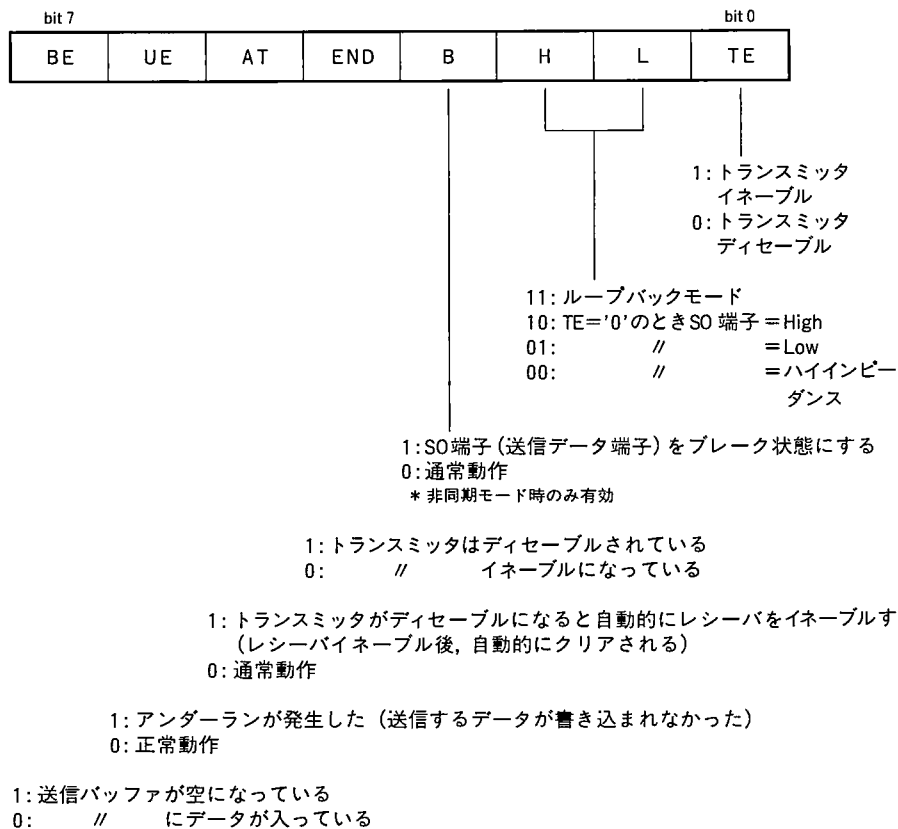 bit 7 bit 0
BE UE AT END B H L TE
1:トランスミッタ
イネーブル
0:トランスミッタ
ディセーブル
11:ループバックモード
10:TE='0'のときSO 端子=High
01: 〃 =Low
00: 〃 =ハイインピー
ダンス
1:SO端子(送信データ端子)をブレーク状態にする
0:通常動作
*非同期モード時のみ有効
1:トランスミッタはディセーブルされている
0: 〃 イネーブルになっている
1:トランスミッタがディセーブルになると自動的にレシーバをイネーブルす
(レシーバイネーブル後,自動的にクリアされる)
0:通常動作
1:アンダーランが発生した(送信するデータが書き込まれなかった)
0:正常動作
1:送信バッファが空になっている
0: 〃 にデータが入っている